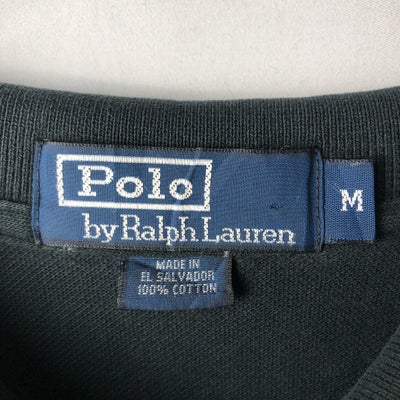 Polo
by Ralph Lauren
M
MADE IN
EL SALVADOR
100% COTTON